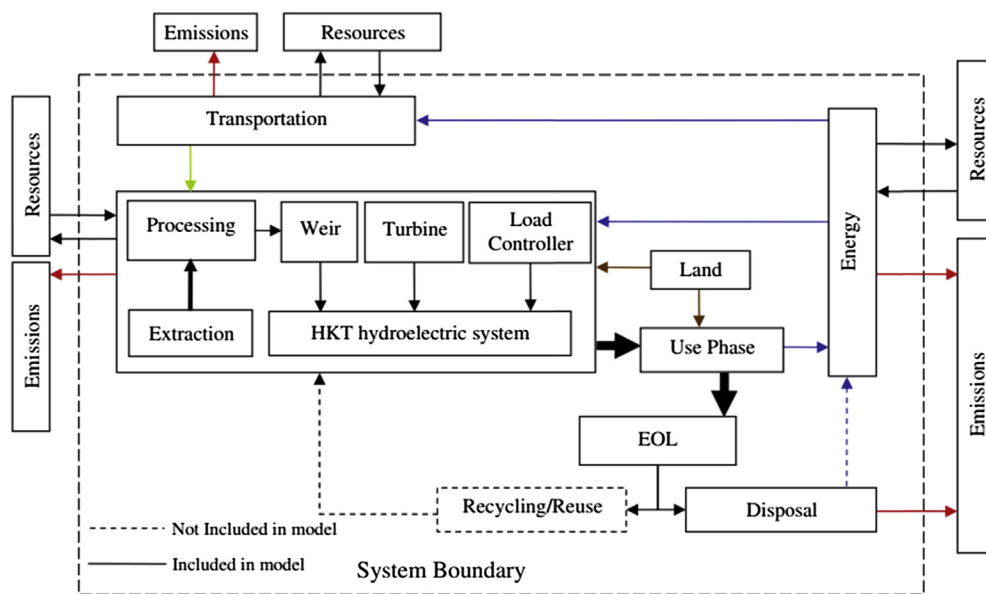 Emissions
Resources
Transportation
Resources
Emissions
Processing
Weir
Turbine
Load
Controller
Extraction
HKT hydroelectric system
Land
Use Phase
Energy
Resources
Emissions
EOL
Recycling/Reuse
Disposal
Not Included in model
Included in model
System Boundary